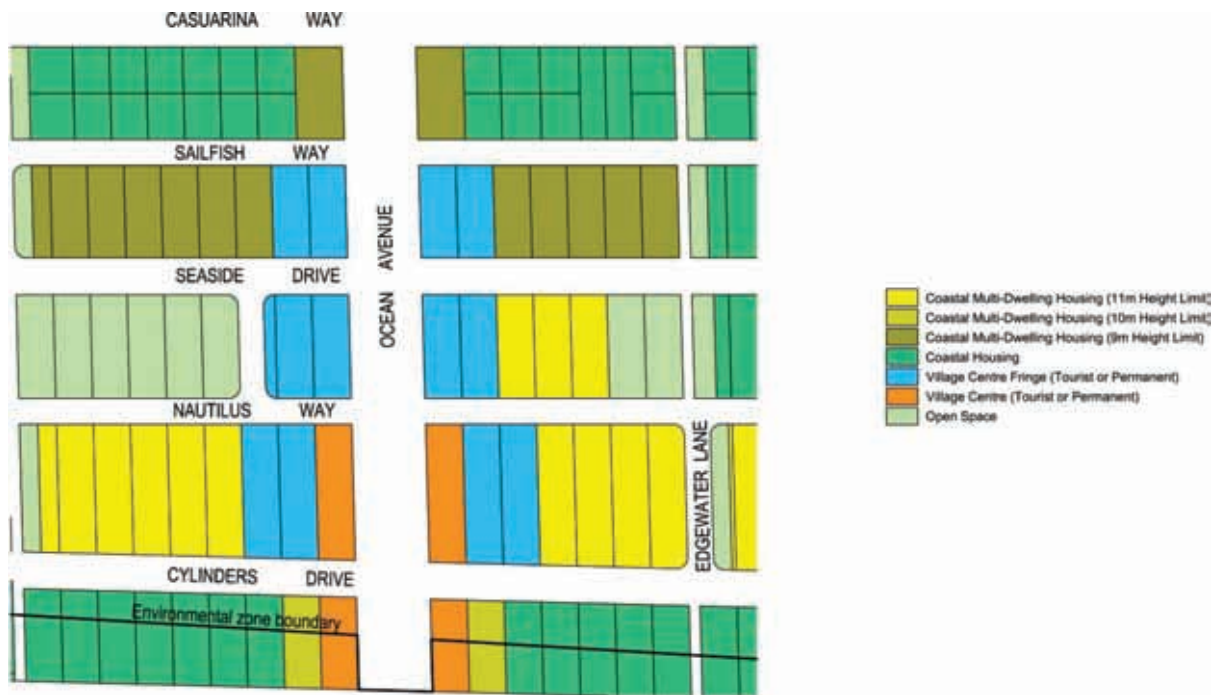 CASUARINA WAY
SAILFISH WAY
OCEAN AVENUE
SEASIDE DRIVE
NAUTILUS WAY
EDGEWATER LANE
CYLINDERS DRIVE
Environmental zone boundary
Coastal Multi-Dwelling Housing (11m Height Limit)
Coastal Multi-Dwelling Housing (10m Height Limit)
Coastal Multi-Dwelling Housing (9m Height Limit)
Coastal Housing
Village Centre Fringe (Tourist or Permanent)
Village Centre (Tourist or Permanent)
Open Space